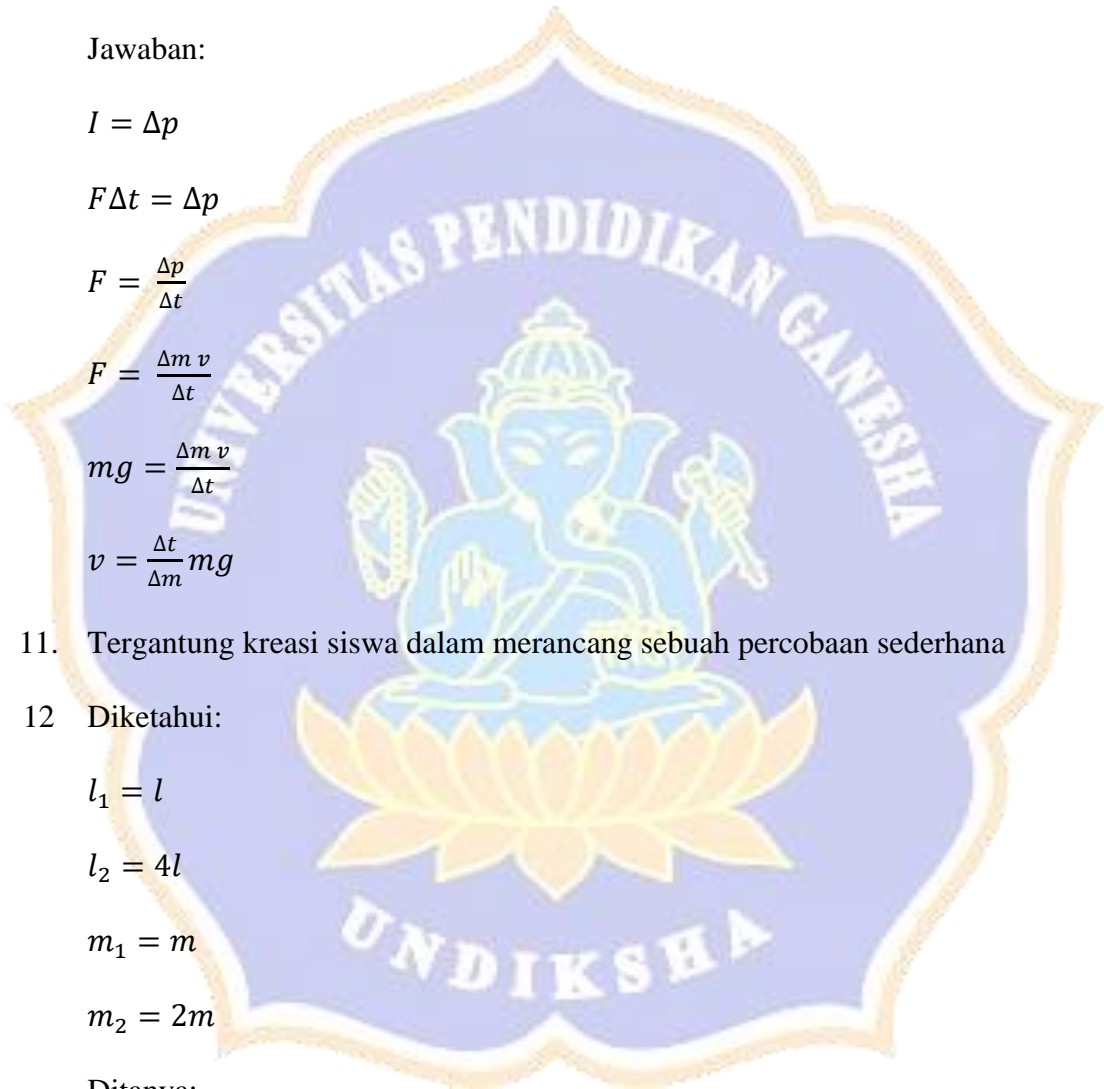 Jawaban:
𝐼 = Δ𝑝
𝐹Δ𝑡 = Δ𝑝
𝐹 = Δ𝑝/Δ𝑡
𝐹 = Δ𝑚 𝑣/Δ𝑡
𝑚𝑔 = Δ𝑚 𝑣/Δ𝑡
𝑣 = Δ𝑡/Δ𝑚 𝑚𝑔
11. Tergantung kreasi siswa dalam merancang sebuah percobaan sederhana
12 Diketahui:
𝑙₁ = 𝑙
𝑙₂ = 4𝑙
𝑚₁ = 𝑚
𝑚₂ = 2𝑚
Ditanya:
UNIVERSITAS PENDIDIKAN GANESHA
UNDIKSHA